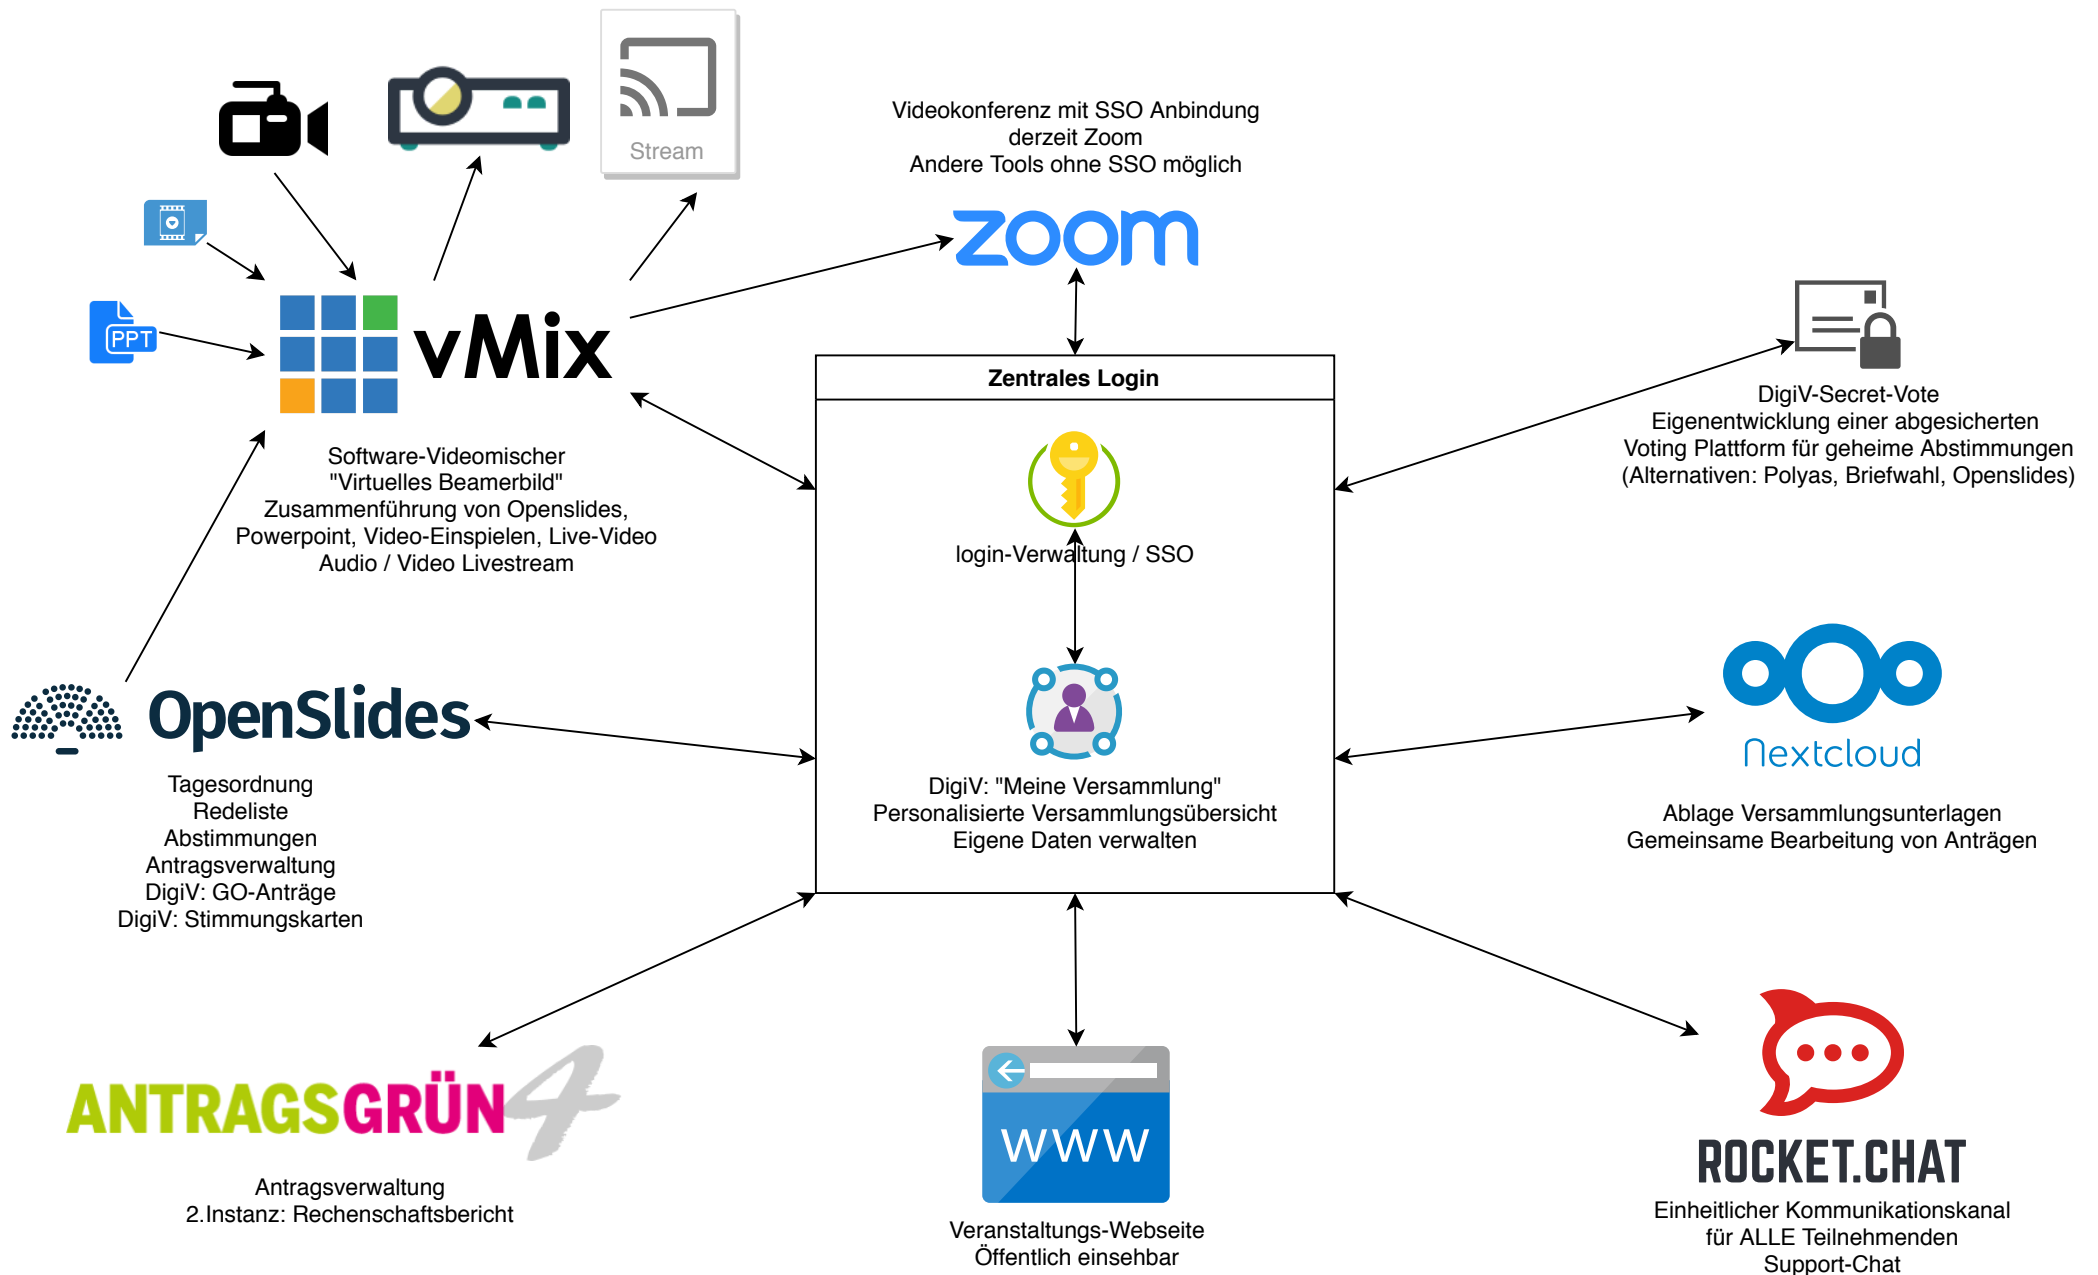 Stream
Videokonferenz mit SSO Anbindung
derzeit Zoom
Andere Tools ohne SSO möglich
zoom
PPT
vMix
Software-Videomischer
"Virtuelles Beamerbild"
Zusammenführung von Openslides,
Powerpoint, Video-Einspielen, Live-Video
Audio / Video Livestream
Zentrales Login
login-Verwaltung / SSO
DigiV: "Meine Versammlung"
Personalisierte Versammlungsübersicht
Eigene Daten verwalten
DigiV-Secret-Vote
Eigenentwicklung einer abgesicherten
Voting Plattform für geheime Abstimmungen
(Alternativen: Polyas, Briefwahl, Openslides)
OpenSlides
Tagesordnung
Redeliste
Abstimmungen
Antragsverwaltung
DigiV: GO-Anträge
DigiV: Stimmungskarten
Nextcloud
Ablage Versammlungsunterlagen
Gemeinsame Bearbeitung von Anträgen
ANTRAGSGRÜN4
Antragsverwaltung
2.Instanz: Rechenschaftsbericht
WWW
Veranstaltungs-Webseite
Öffentlich einsehbar
ROCKET.CHAT
Einheitlicher Kommunikationskanal
für ALLE Teilnehmenden
Support-Chat